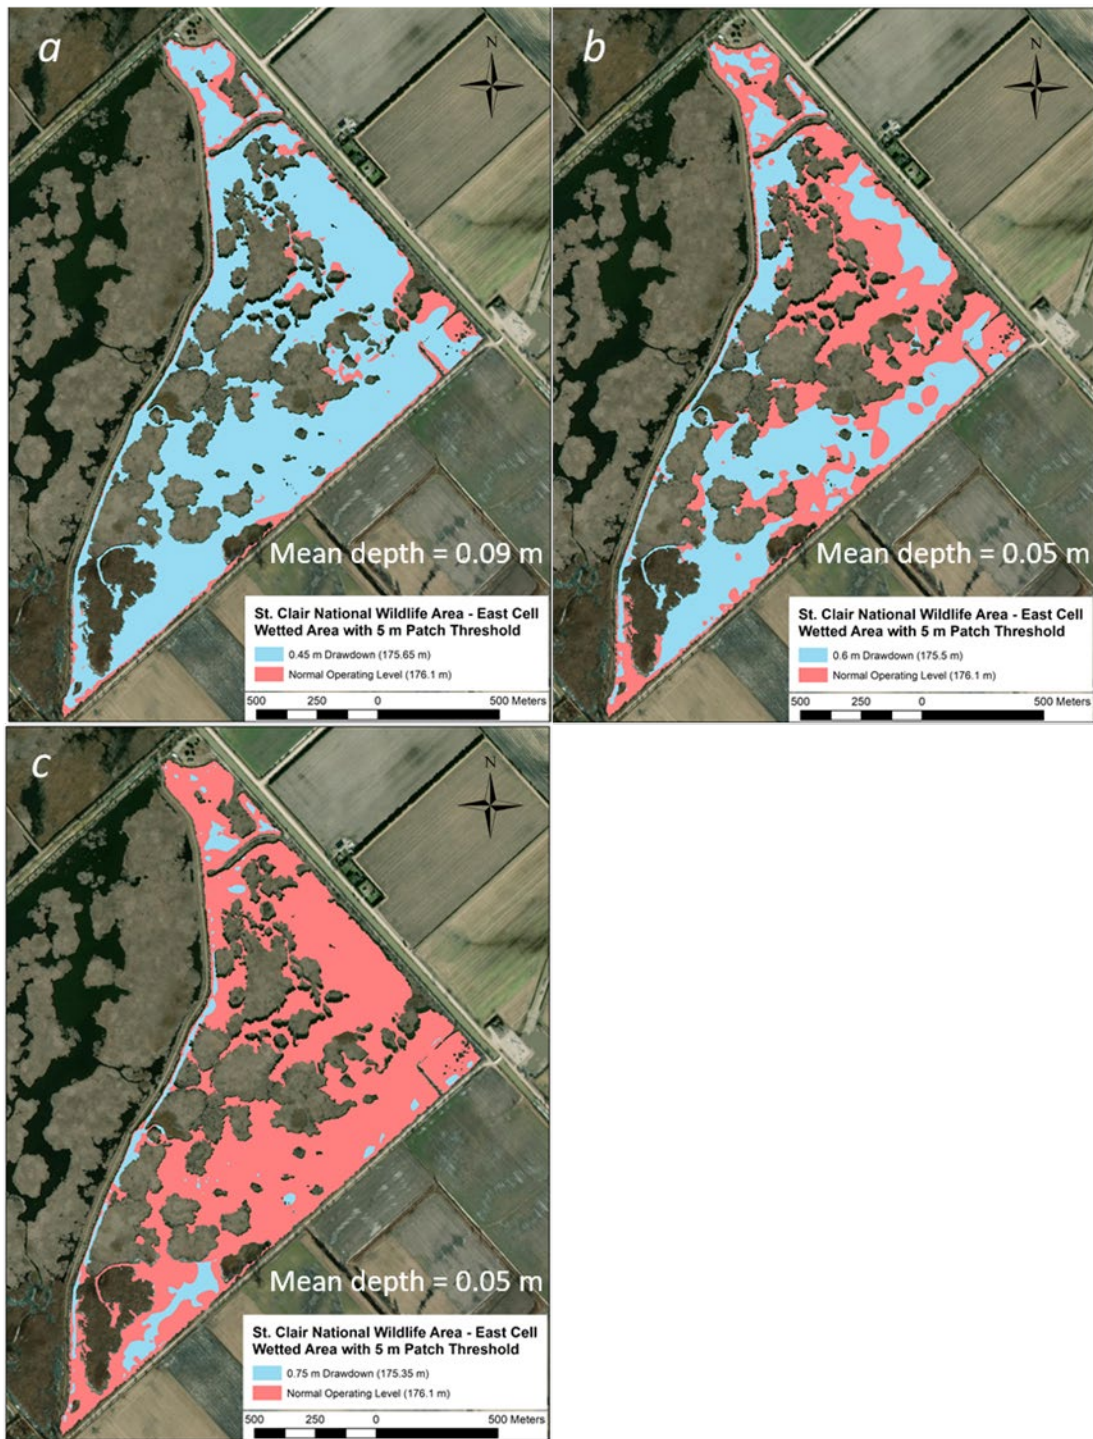 a
N
Mean depth = 0.09 m
St. Clair National Wildlife Area - East Cell
Wetted Area with 5 m Patch Threshold
0.45 m Drawdown (175.65 m)
Normal Operating Level (176.1 m)
500 250 0 500 Meters
b
N
Mean depth = 0.05 m
St. Clair National Wildlife Area - East Cell
Wetted Area with 5 m Patch Threshold
0.6 m Drawdown (175.5 m)
Normal Operating Level (176.1 m)
500 250 0 500 Meters
c
N
Mean depth = 0.05 m
St. Clair National Wildlife Area - East Cell
Wetted Area with 5 m Patch Threshold
0.75 m Drawdown (175.35 m)
Normal Operating Level (176.1 m)
500 250 0 500 Meters